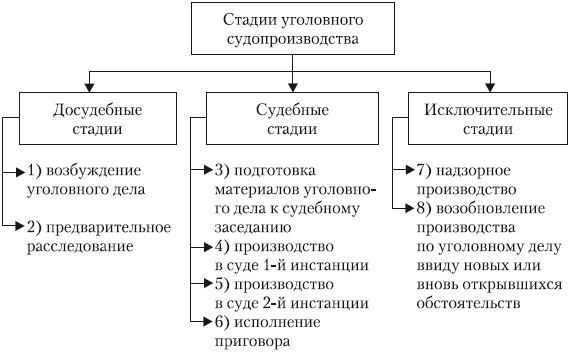 Стадии уголовного
судопроизводства
Досудебные
стадии
1) возбуждение
уголовного дела
2) предварительное
расследование
Судебные
стадии
3) подготовка
материалов уголовно-
го дела к судебному
заседанию
4) производство
в суде 1-й инстанции
5) производство
в суде 2-й инстанции
6) исполнение
приговора
Исключительные
стадии
7) надзорное
производство
8) возобновление
производства
по уголовному делу
ввиду новых или
вновь открывшихся
обстоятельств